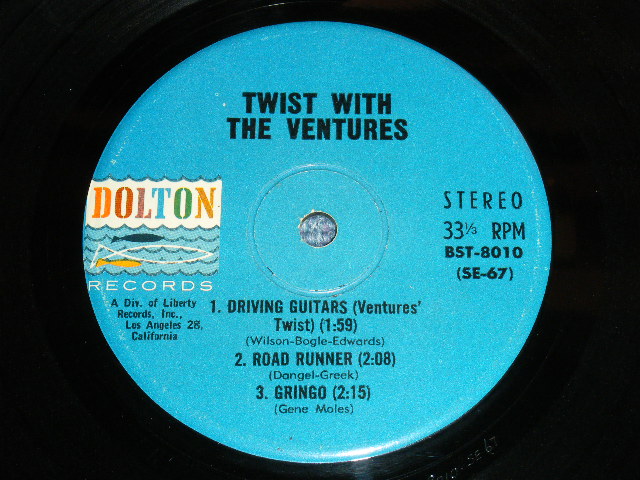 TWIST WITH
THE VENTURES
DOLTON
RECORDS
A Div. of Liberty
Records, Inc.,
Los Angeles 28,
California
STEREO
33⅓ RPM
BST-8010
(SE-67)
1. DRIVING GUITARS (Ventures'
Twist) (1:59)
(Wilson-Bogle-Edwards)
2. ROAD RUNNER (2:08)
(Dangel-Greek)
3. GRINGO (2:15)
(Gene Moles)